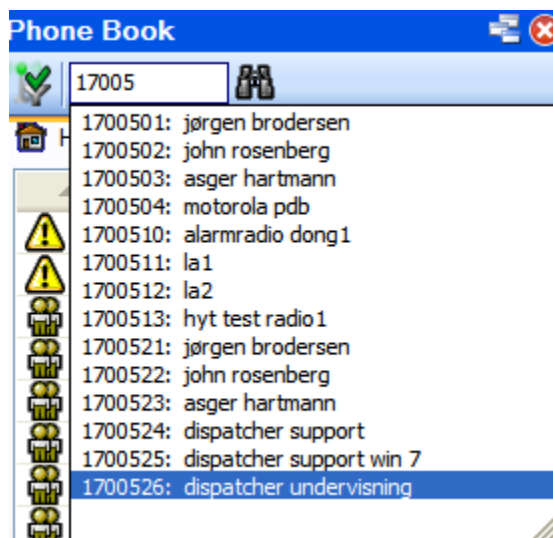 Phone Book
17005
1700501: jørgen brodersen
1700502: john rosenberg
H
1700503: asger hartmann
1700504: motorola pdb
1700510: alarmradio dong1
1700511: la1
1700512: la2
1700513: hyt test radio1
1700521: jørgen brodersen
1700522: john rosenberg
1700523: asger hartmann
1700524: dispatcher support
1700525: dispatcher support win 7
1700526: dispatcher undervisning